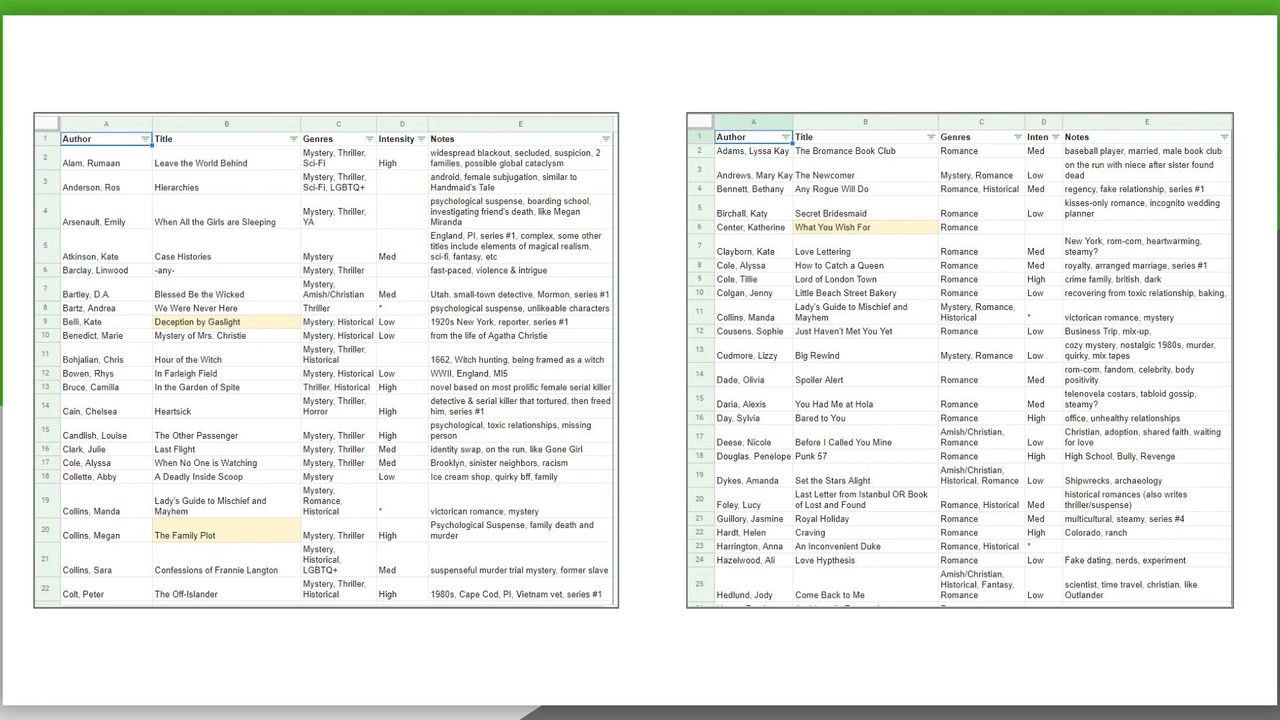 A B C D E
1 Author Title Genres Intensity Notes
2 Alam, Rumaan Leave the World Behind Mystery, Thriller, Sci-Fi High widespread blackout, secluded, suspicion, 2 families, possible global cataclysm
3 Anderson, Ros Hierarchies Mystery, Thriller, Sci-Fi, LGBTQ+ android, female subjugation, similar to Handmaid's Tale
4 Arsenault, Emily When All the Girls are Sleeping Mystery, Thriller, YA psychological suspense, boarding school, investigating friend's death, like Megan Miranda
5 Atkinson, Kate Case Histories Mystery Med England, PI, series #1, complex, some other titles include elements of magical realism, sci-fi, fantasy, etc
6 Barclay, Linwood -any- Mystery, Thriller fast-paced, violence & intrigue
7 Bartley, D.A. Blessed Be the Wicked Mystery, Amish/Christian Med Utah, small-town detective, Mormon, series #1
8 Bartz, Andrea We Were Never Here Thriller * psychological suspense, unlikeable characters
9 Belli, Kate Deception by Gaslight Mystery, Historical Low 1920s New York, reporter, series #1
10 Benedict, Marie Mystery of Mrs. Christie Mystery, Historical Low from the life of Agatha Christie
11 Bohjalian, Chris Hour of the Witch Mystery, Thriller, Historical 1662, Witch hunting, being framed as a witch
12 Bowen, Rhys In Farleigh Field Mystery, Historical Low WWII, England, MI5
13 Bruce, Camilla In the Garden of Spite Thriller, Historical High novel based on most prolific female serial killer
14 Cain, Chelsea Heartsick Mystery, Thriller, Horror High detective & serial killer that tortured, then freed him, series #1
15 Candlish, Louise The Other Passenger Mystery, Thriller High psychological, toxic relationships, missing person
16 Clark, Julie Last Flight Mystery, Thriller Med identity swap, on the run, like Gone Girl
17 Cole, Alyssa When No One is Watching Mystery, Thriller Med Brooklyn, sinister neighbors, racism
18 Collette, Abby A Deadly Inside Scoop Mystery Low Ice cream shop, quirky bff, family
19 Collins, Manda Lady's Guide to Mischief and Mayhem Mystery, Romance, Historical * victorican romance, mystery
20 Collins, Megan The Family Plot Mystery, Thriller High Psychological Suspense, family death and murder
21 Collins, Sara Confessions of Frannie Langton Mystery, Historical, LGBTQ+ Med suspenseful murder trial mystery, former slave
22 Colt, Peter The Off-Islander Mystery, Thriller, Historical High 1980s, Cape Cod, PI, Vietnam vet, series #1
A B C D E
1 Author Title Genres Inten Notes
2 Adams, Lyssa Kay The Bromance Book Club Romance Med baseball player, married, male book club
3 Andrews, Mary Kay The Newcomer Mystery, Romance Low on the run with niece after sister found dead
4 Bennett, Bethany Any Rogue Will Do Romance, Historical Med regency, fake relationship, series #1
5 Birchall, Katy Secret Bridesmaid Romance Low kisses-only romance, incognito wedding planner
6 Center, Katherine What You Wish For Romance
7 Clayborn, Kate Love Lettering Romance Med New York, rom-com, heartwarming, steamy?
8 Cole, Alyssa How to Catch a Queen Romance Med royalty, arranged marriage, series #1
9 Cole, Tillie Lord of London Town Romance High crime family, british, dark
10 Colgan, Jenny Little Beach Street Bakery Romance Low recovering from toxic relationship, baking,
11 Collins, Manda Lady's Guide to Mischief and Mayhem Mystery, Romance, Historical * victorican romance, mystery
12 Cousens, Sophie Just Haven't Met You Yet Romance Low Business Trip, mix-up,
13 Cudmore, Lizzy Big Rewind Mystery, Romance Low cozy mystery, nostalgic 1980s, murder, quirky, mix tapes
14 Dade, Olivia Spoiler Alert Romance Med rom-com, fandom, celebrity, body positivity
15 Daria, Alexis You Had Me at Hola Romance Med telenovela costars, tabloid gossip, steamy?
16 Day, Sylvia Bared to You Romance High office, unhealthy relationships
17 Deese, Nicole Before I Called You Mine Amish/Christian, Romance Low Christian, adoption, shared faith, waiting for love
18 Douglas, Penelope Punk 57 Romance High High School, Bully, Revenge
19 Dykes, Amanda Set the Stars Alight Amish/Christian, Historical, Romance Low Shipwrecks, archaeology
20 Foley, Lucy Last Letter from Istanbul OR Book of Lost and Found Romance, Historical Med historical romances (also writes thriller/suspense)
21 Guillory, Jasmine Royal Holiday Romance Med multicultural, steamy, series #4
22 Hardt, Helen Craving Romance High Colorado, ranch
23 Harrington, Anna An Inconvenient Duke Romance, Historical *
24 Hazelwood, Ali Love Hypthesis Romance Low Fake dating, nerds, experiment
25 Hedlund, Jody Come Back to Me Amish/Christian, Historical, Fantasy, Romance Low scientist, time travel, christian, like Outlander